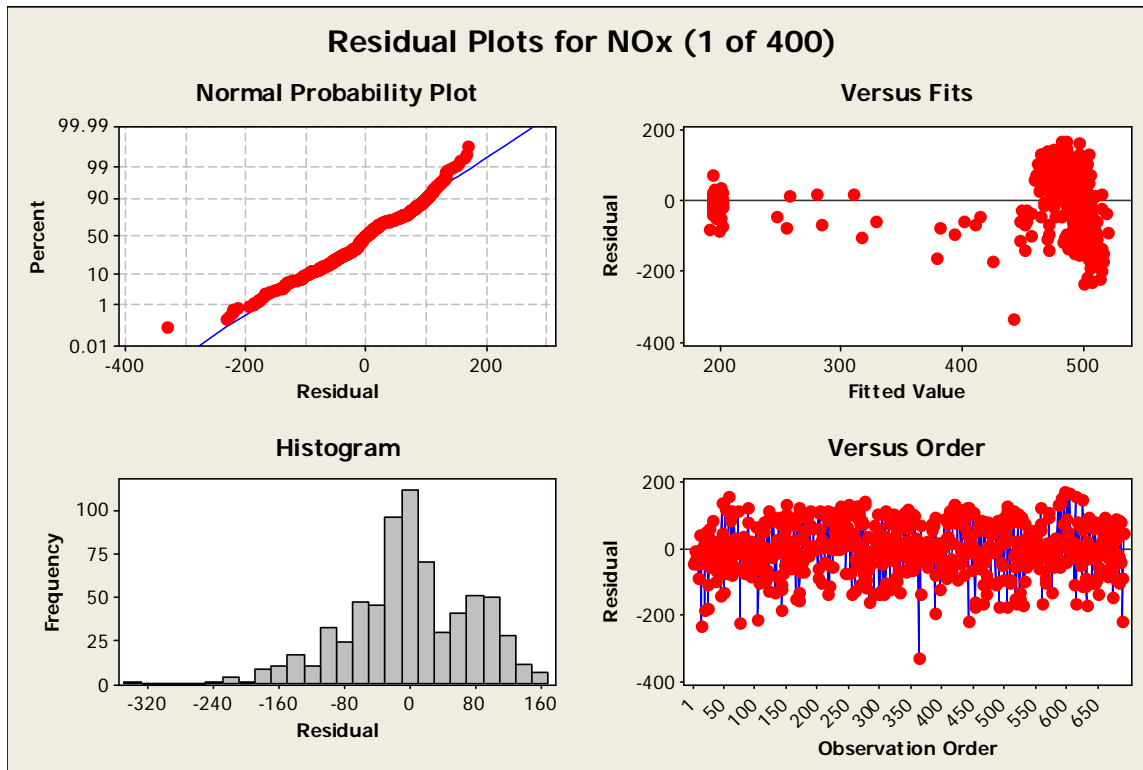 Residual Plots for NOx (1 of 400)
Normal Probability Plot
99.99
99
90
50
10
1
0.01
Percent
-400 -200 0 200
Residual
Versus Fits
200
0
-200
-400
Residual
200 300 400 500
Fitted Value
Histogram
100
75
50
25
0
Frequency
-320 -240 -160 -80 0 80 160
Residual
Versus Order
200
0
-200
-400
Residual
1 50 100 150 200 250 300 350 400 450 500 550 600 650
Observation Order